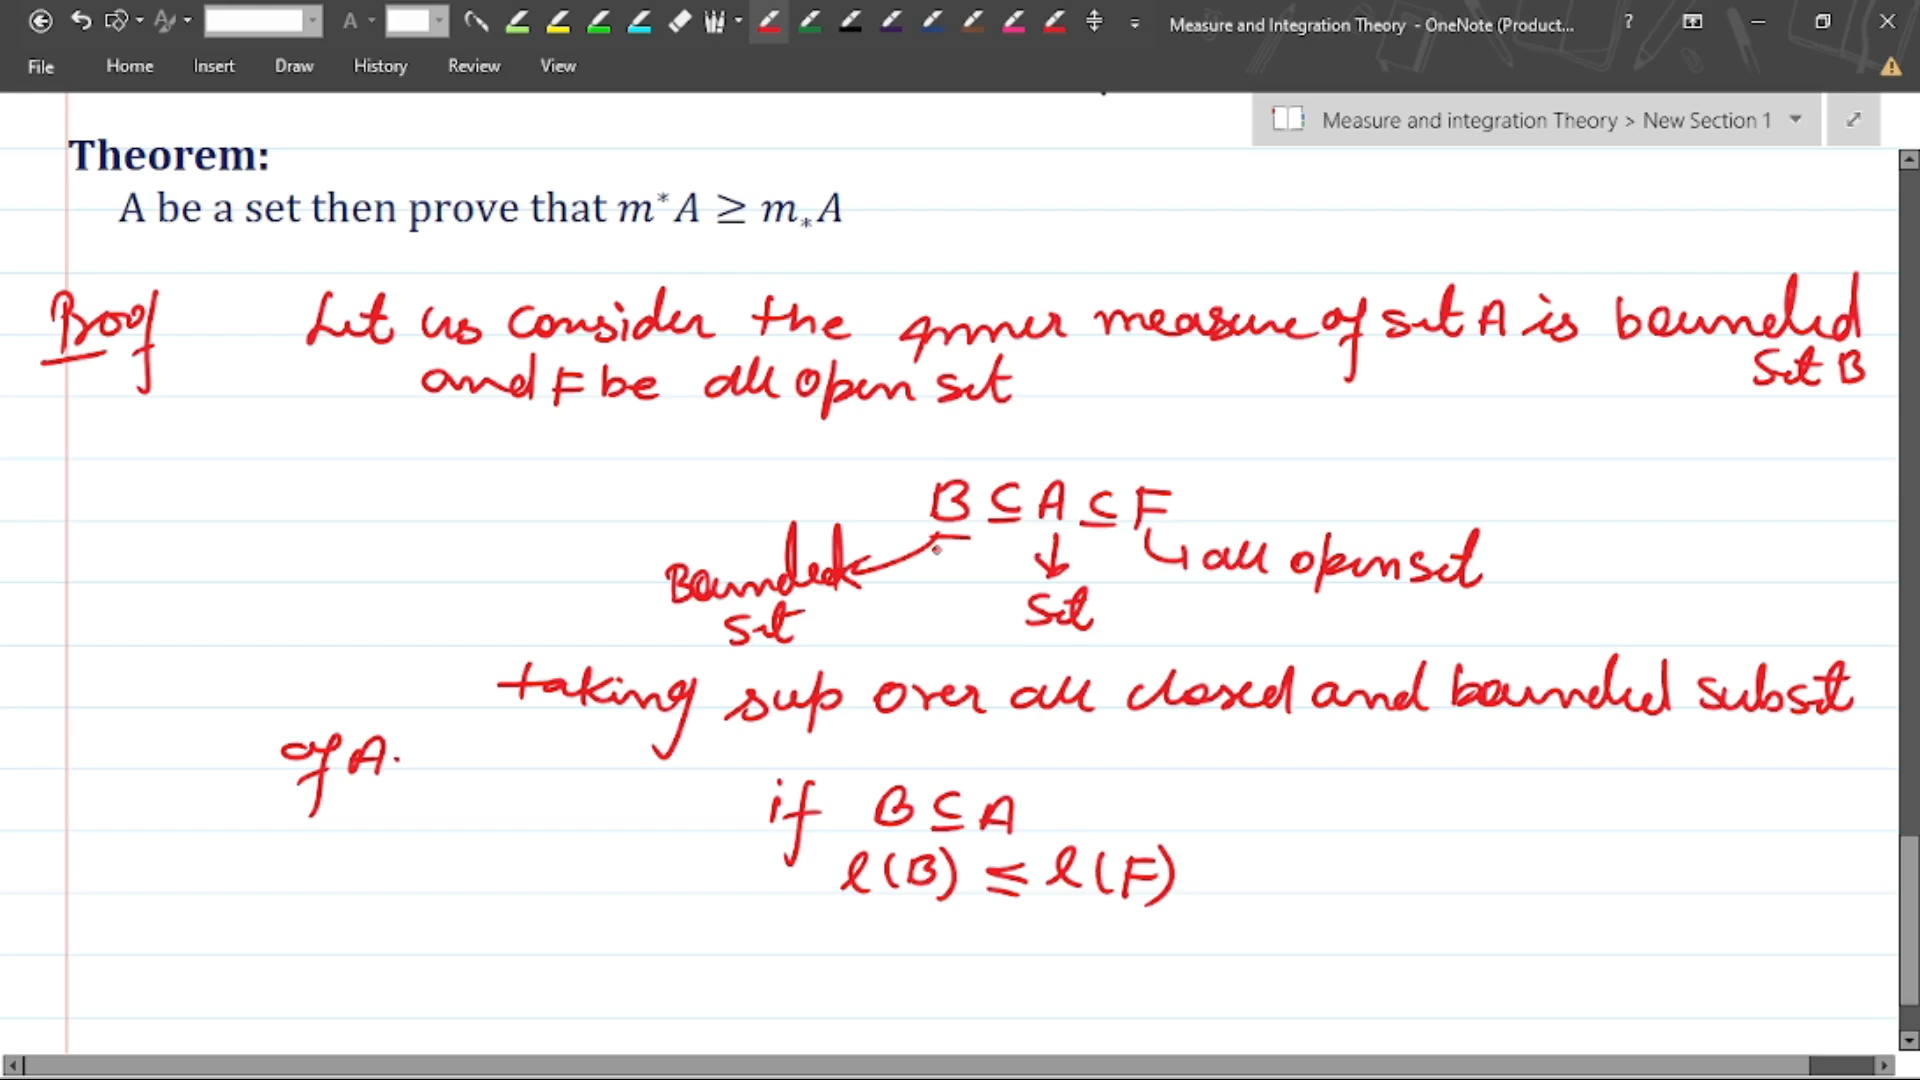 Measure and Integration Theory - OneNote (Product...
File Home Insert Draw History Review View
Measure and integration Theory > New Section 1
Theorem:
A be a set then prove that m*A ≥ m_*A
Proof Let us consider the inner measure of set A is bounded
set B
and F be all open set
B ⊆ A ⊆ F
Bounded set
set
all open set
taking sup over all closed and bounded subset
of A.
if B ⊆ A
l(B) ≤ l(F)